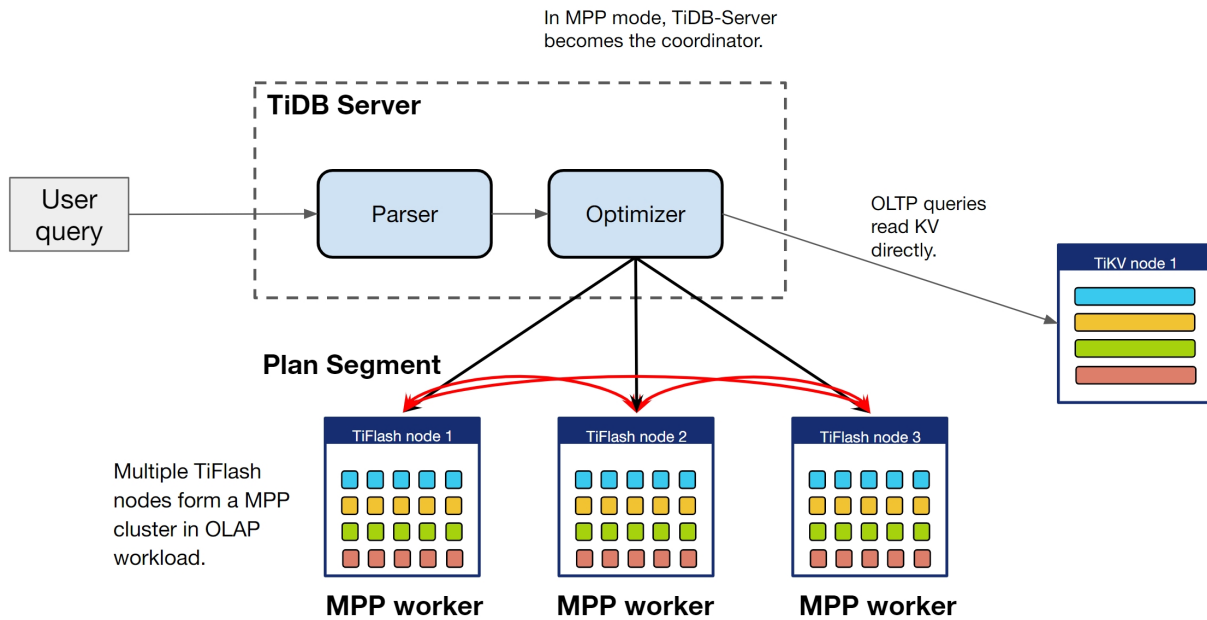 In MPP mode, TiDB-Server
becomes the coordinator.
TiDB Server
User
query
Parser
Optimizer
OLTP queries
read KV
directly.
TiKV node 1
Plan Segment
TiFlash node 1
TiFlash node 2
TiFlash node 3
Multiple TiFlash
nodes form a MPP
cluster in OLAP
workload.
MPP worker
MPP worker
MPP worker